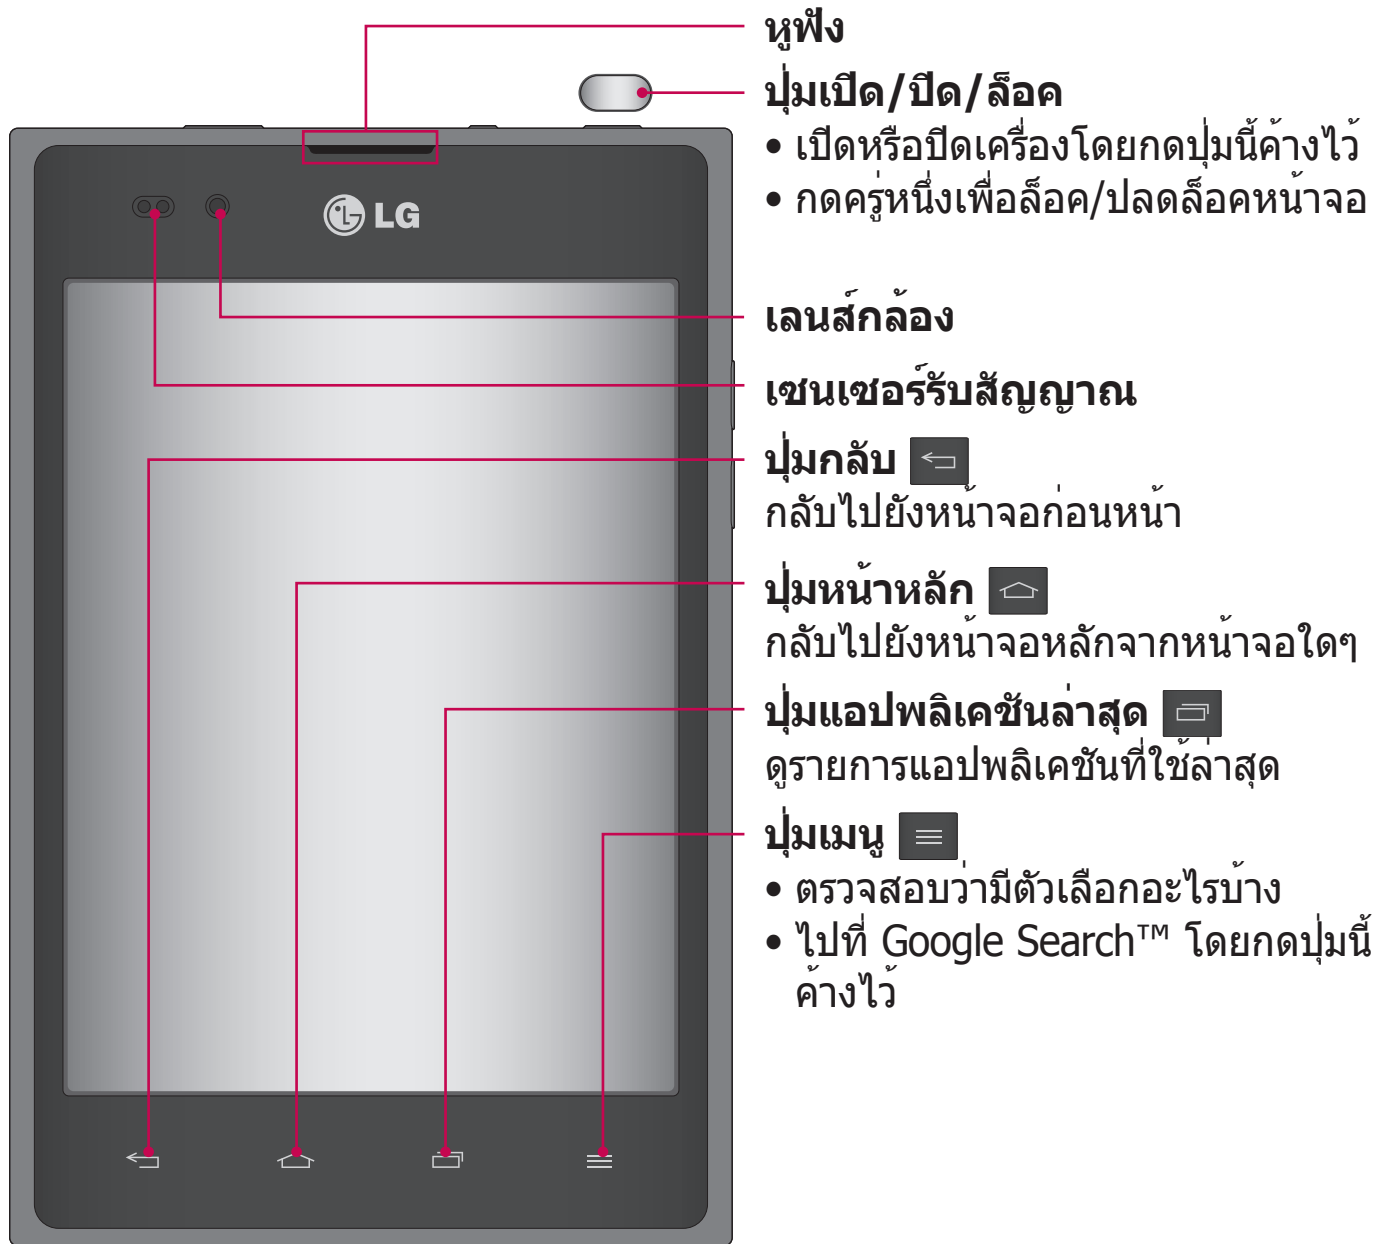 หูฟัง
ปุ่มเปิด/ปิด/ล็อค
• เปิดหรือปิดเครื่องโดยกดปุ่มนี้ค้างไว้
• กดครู่หนึ่งเพื่อล็อค/ปลดล็อคหน้าจอ
LG
เลนส์กล้อง
เซนเซอร์รับสัญญาณ
ปุ่มกลับ
กลับไปยังหน้าจอก่อนหน้า
ปุ่มหน้าหลัก
กลับไปยังหน้าจอหลักจากหน้าจอใดๆ
ปุ่มแอปพลิเคชันล่าสุด
ดูรายการแอปพลิเคชันที่ใช้ล่าสุด
ปุ่มเมนู
• ตรวจสอบว่ามีตัวเลือกอะไรบ้าง
• ไปที่ Google Search™ โดยกดปุ่มนี้
ค้างไว้